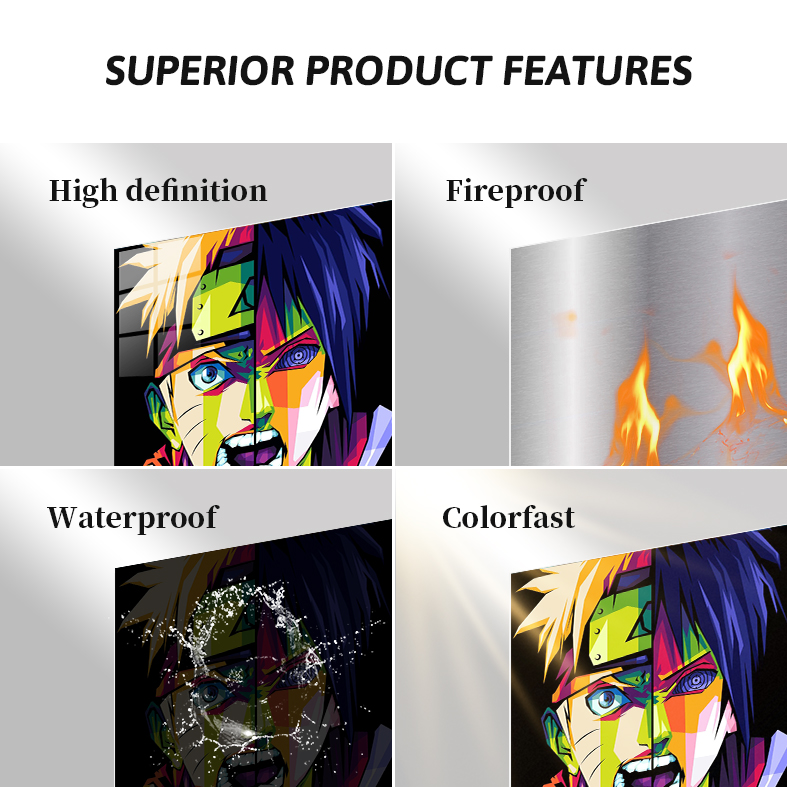 SUPERIOR PRODUCT FEATURES
High definition
Fireproof
Waterproof
Colorfast